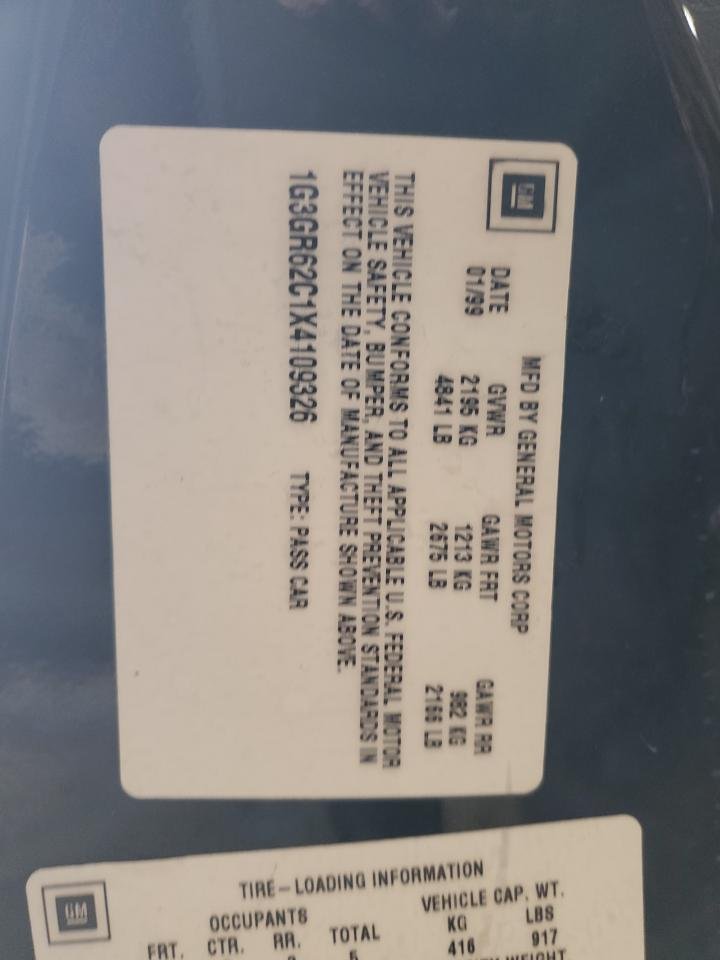 GM
MFD BY GENERAL MOTORS CORP
DATE GVWR GAWR FRT GAWR RR
01/99 2195 KG 1213 KG 982 KG
4841 LB 2675 LB 2166 LB
THIS VEHICLE CONFORMS TO ALL APPLICABLE U.S. FEDERAL MOTOR
VEHICLE SAFETY, BUMPER, AND THEFT PREVENTION STANDARDS IN
EFFECT ON THE DATE OF MANUFACTURE SHOWN ABOVE.
1G3GR62C1X4109326 TYPE: PASS CAR
GM
TIRE-LOADING INFORMATION
OCCUPANTS VEHICLE CAP. WT.
FRT. CTR. RR. TOTAL KG LBS
5 416 917